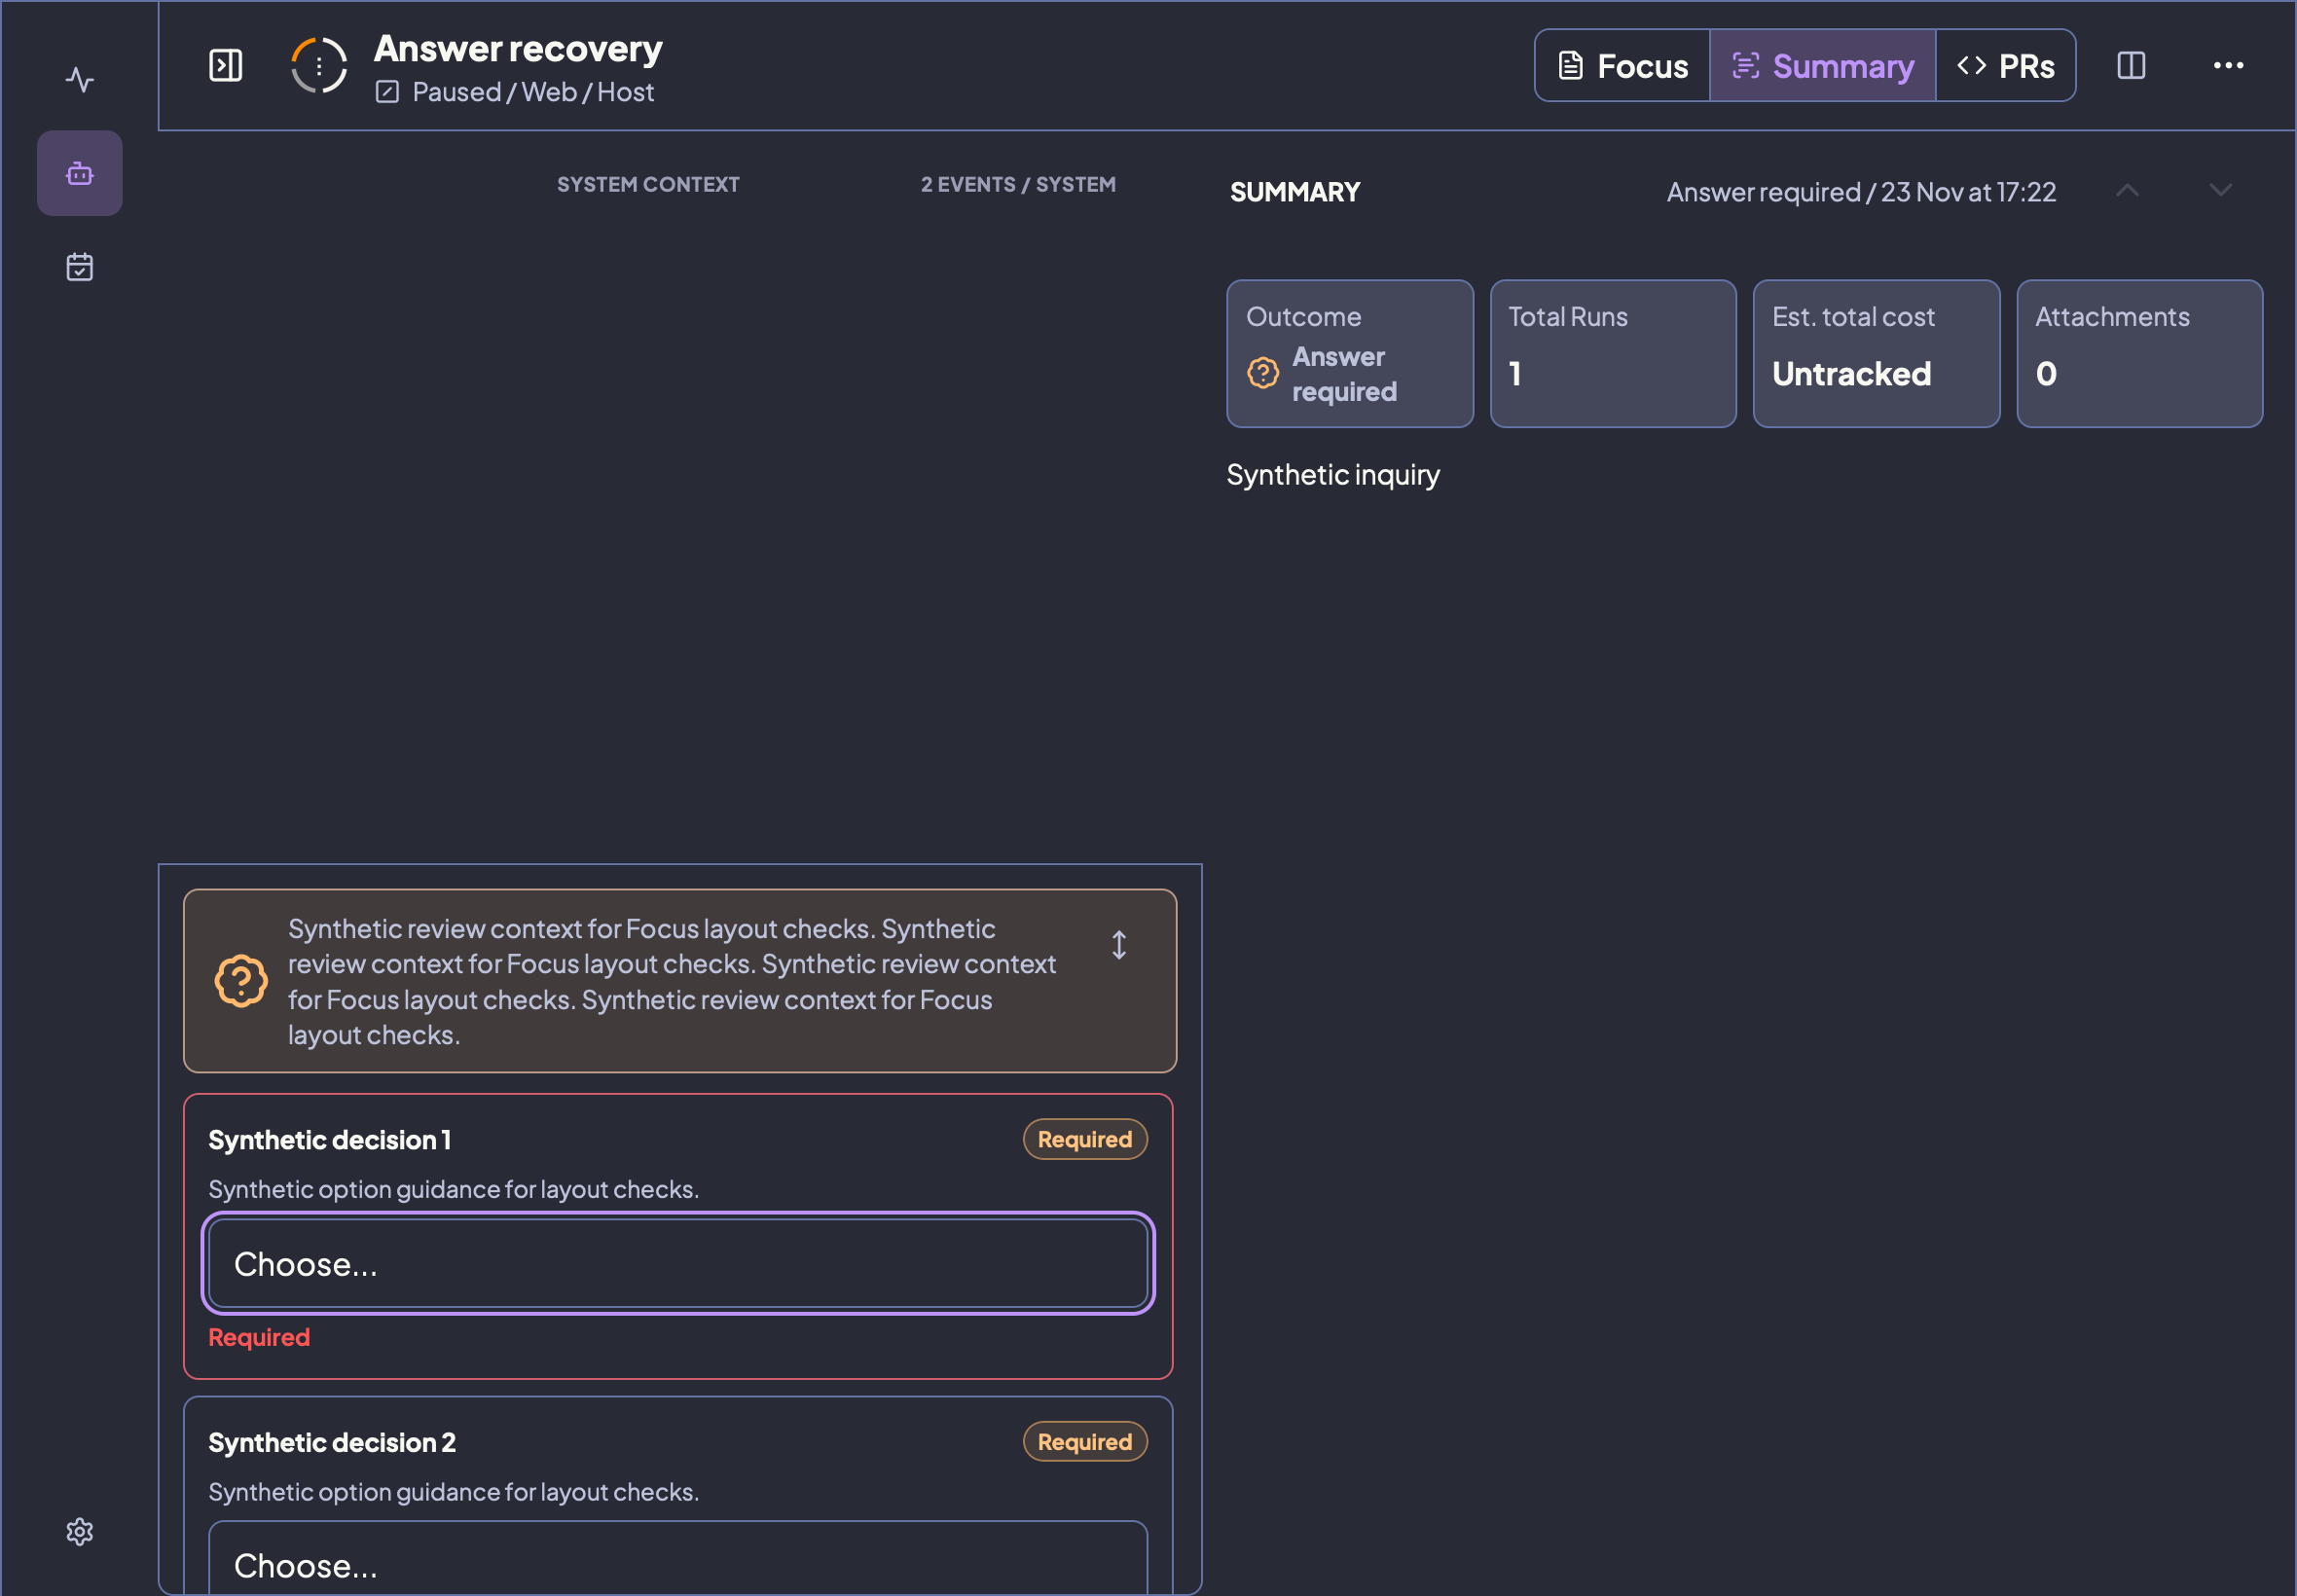 Answer recovery
Paused / Web / Host
Focus
Summary
PRs
SYSTEM CONTEXT
2 EVENTS / SYSTEM
SUMMARY
Answer required / 23 Nov at 17:22
Outcome
Answer
required
Total Runs
1
Est. total cost
Untracked
Attachments
0
Synthetic inquiry
Synthetic review context for Focus layout checks. Synthetic
review context for Focus layout checks. Synthetic review context
for Focus layout checks. Synthetic review context for Focus
layout checks.
Synthetic decision 1
Required
Synthetic option guidance for layout checks.
Choose...
Required
Synthetic decision 2
Required
Synthetic option guidance for layout checks.
Choose...